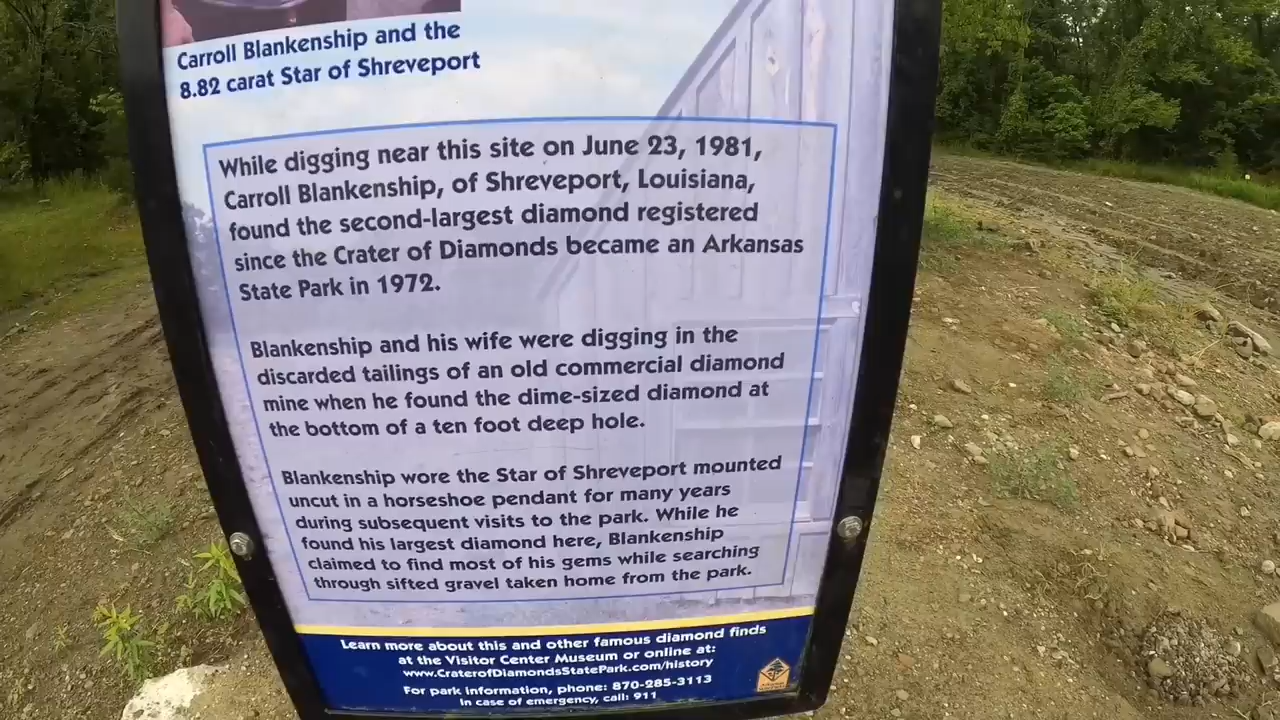 Carroll Blankenship and the
8.82 carat Star of Shreveport
While digging near this site on June 23, 1981,
Carroll Blankenship, of Shreveport, Louisiana,
found the second-largest diamond registered
since the Crater of Diamonds became an Arkansas
State Park in 1972.
Blankenship and his wife were digging in the
discarded tailings of an old commercial diamond
mine when he found the dime-sized diamond at
the bottom of a ten foot deep hole.
Blankenship wore the Star of Shreveport mounted
uncut in a horseshoe pendant for many years
during subsequent visits to the park. While he
found his largest diamond here, Blankenship
claimed to find most of his gems while searching
through sifted gravel taken home from the park.
Learn more about this and other famous diamond finds
at the Visitor Center Museum or online at:
www.CraterofDiamondsStatePark.com/history
For park information, phone: 870-285-3113
In case of emergency, call: 911